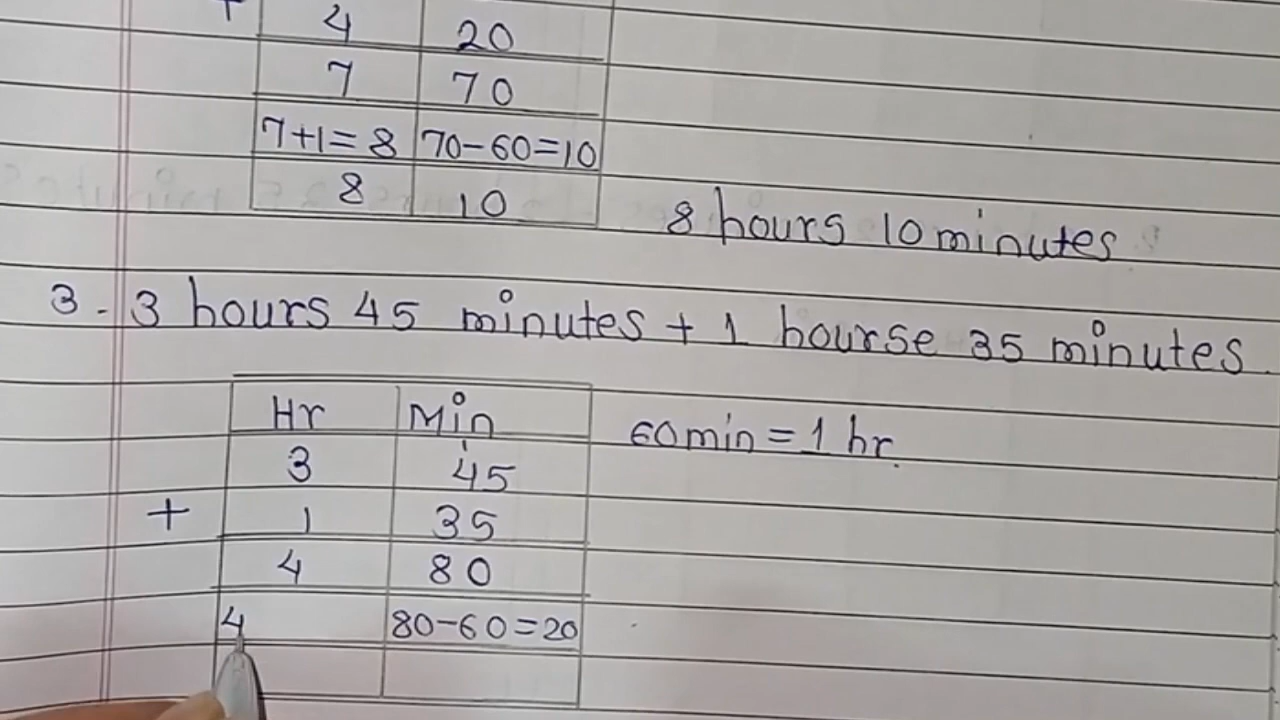 + 4 20
7 70
7+1=8 70-60=10
8 10
8 hours 10 minutes
3. 3 hours 45 minutes + 1 hourse 35 minutes.
Hr Min
60min = 1 hr.
3 45
+ 1 35
4 80
4 80-60=20